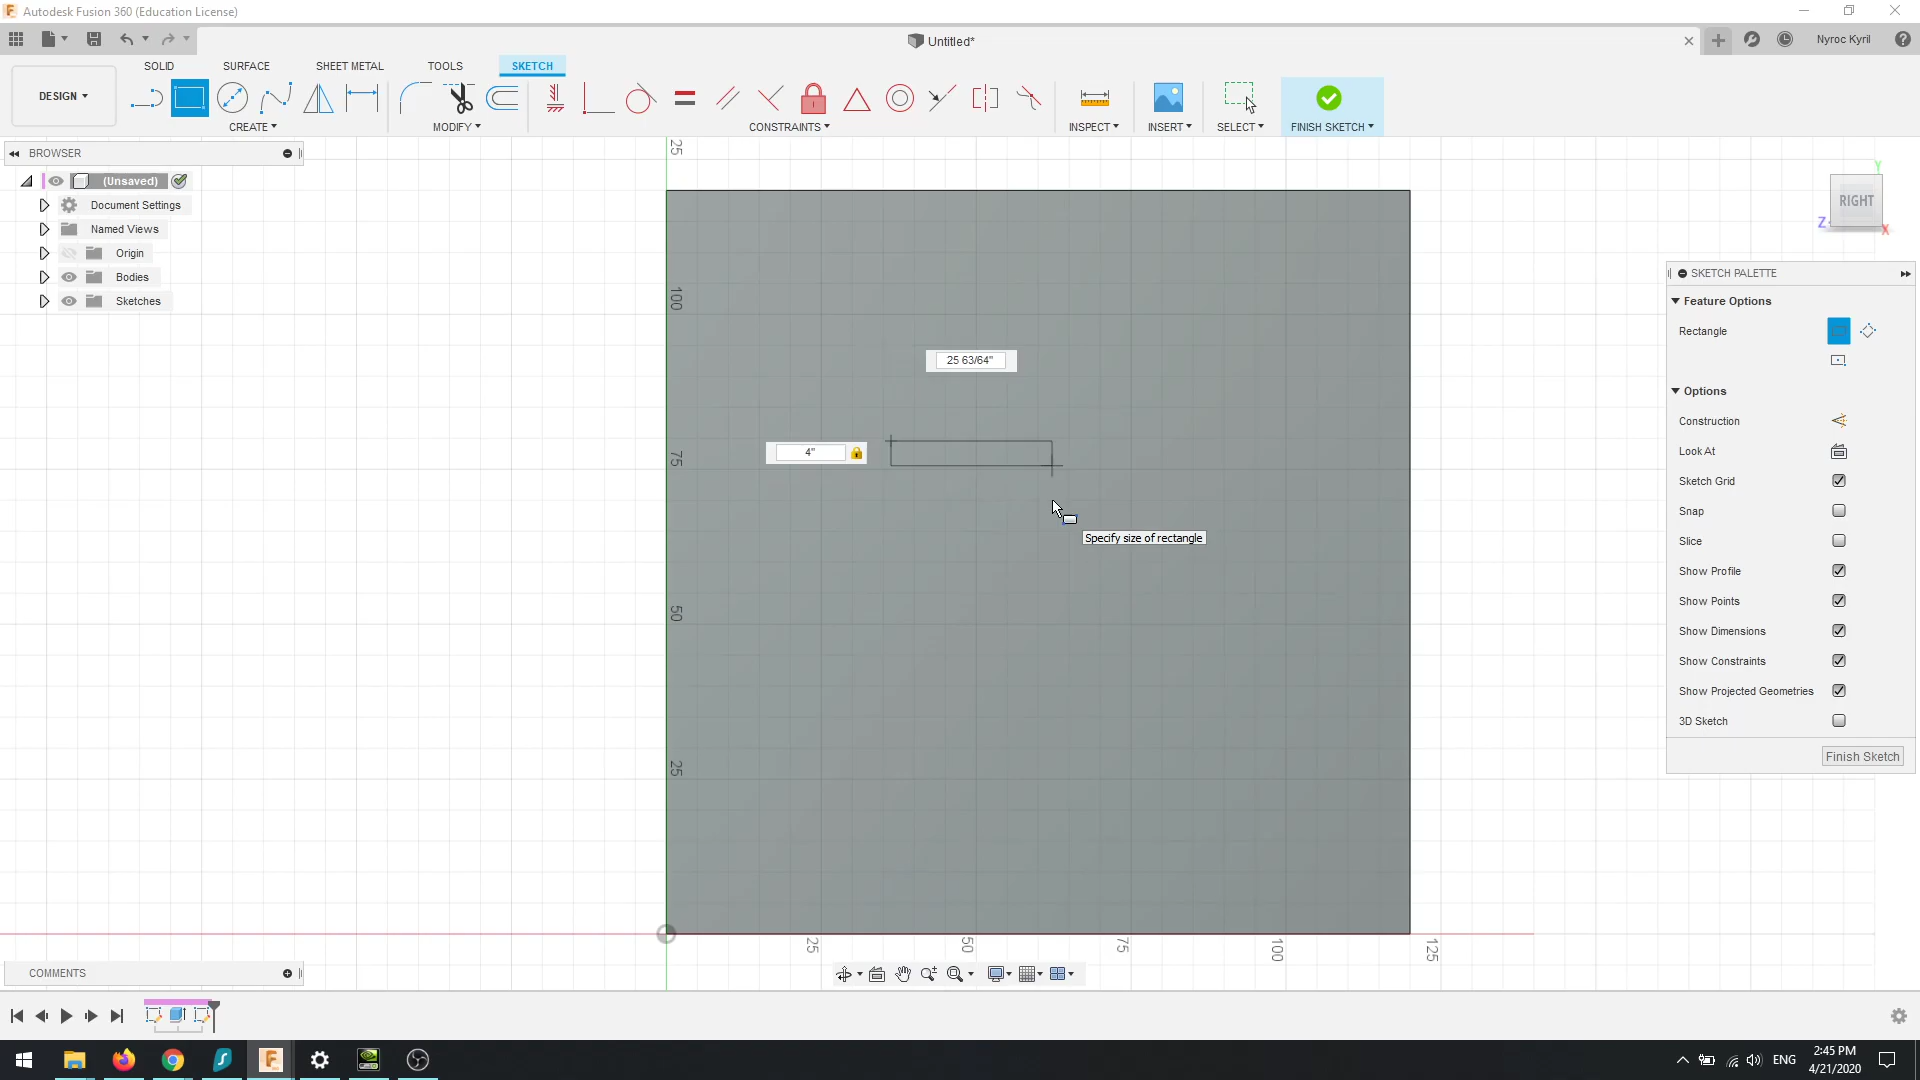 Autodesk Fusion 360 (Education License)
Untitled*
Nyroc Kyril
SOLID
SURFACE
SHEET METAL
TOOLS
SKETCH
DESIGN
CREATE
MODIFY
CONSTRAINTS
INSPECT
INSERT
SELECT
FINISH SKETCH
BROWSER
(Unsaved)
Document Settings
Named Views
Origin
Bodies
Sketches
25
100
75
50
25
25 63/64"
4"
Specify size of rectangle
25
50
75
100
125
Y
RIGHT
Z
X
SKETCH PALETTE
Feature Options
Rectangle
Options
Construction
Look At
Sketch Grid
Snap
Slice
Show Profile
Show Points
Show Dimensions
Show Constraints
Show Projected Geometries
3D Sketch
Finish Sketch
COMMENTS
ENG
2:45 PM
4/21/2020